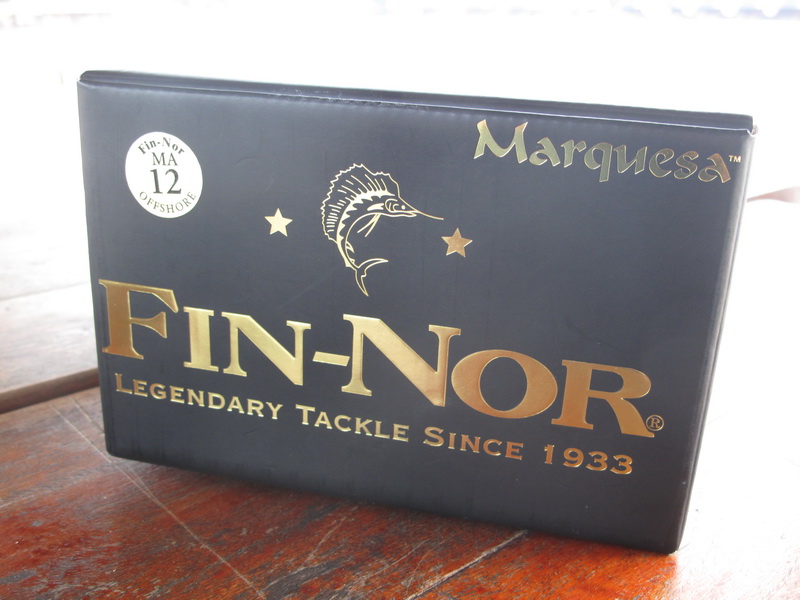 Fin-Nor
MA
12
OFFSHORE
Marquesa™
FIN-NOR®
LEGENDARY TACKLE SINCE 1933